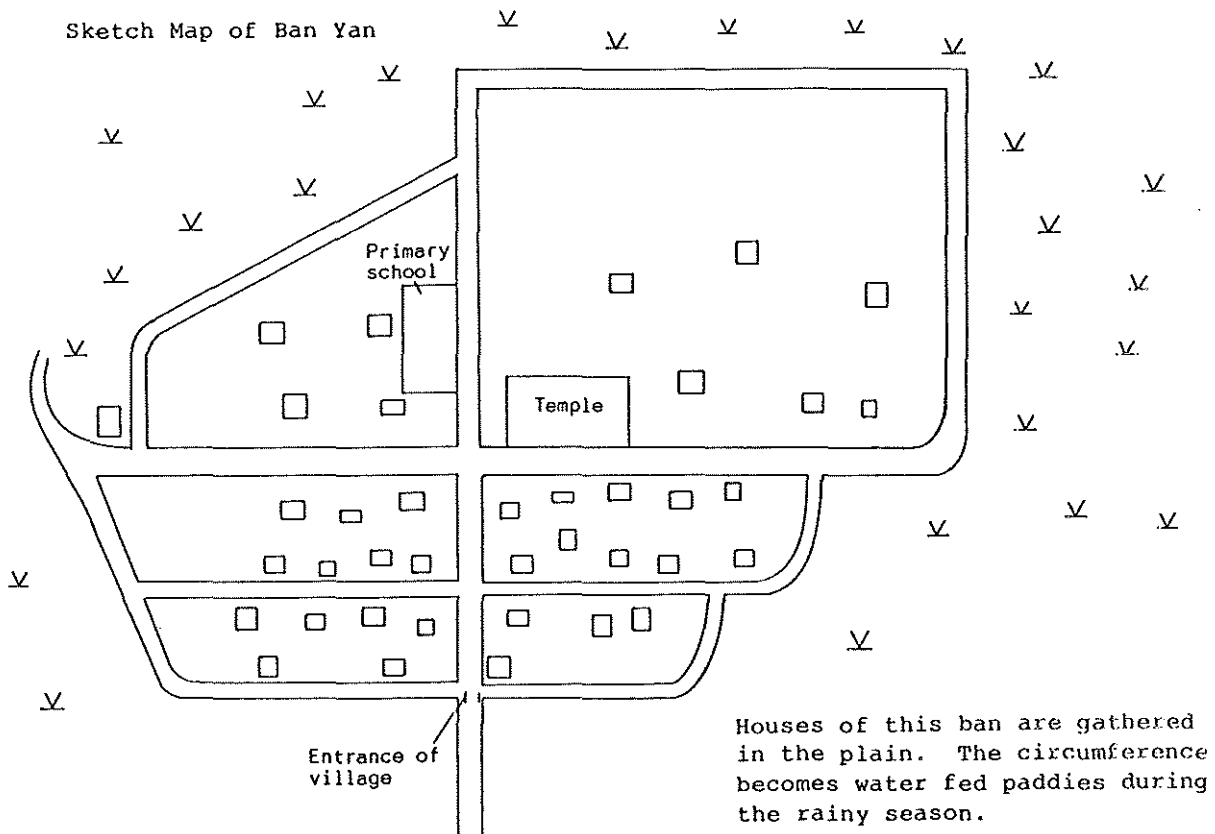 Sketch Map of Ban Yan
Primary
school
Temple
Entrance of
village
Houses of this ban are gathered
in the plain. The circumference
becomes water fed paddies during
the rainy season.